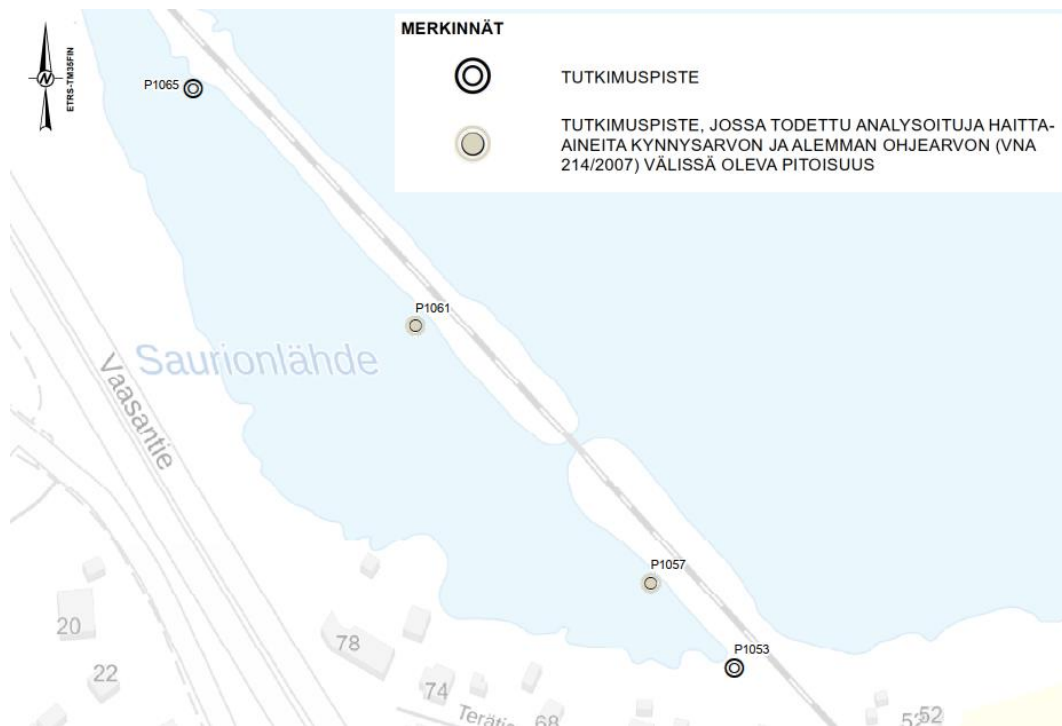 MERKINNÄT
N
ETRS-TM35FIN
TUTKIMUSPISTE
TUTKIMUSPISTE, JOSSA TODETTU ANALYSOITUJA HAITTA-
AINEITA KYNNYSARVON JA ALEMMAN OHJEARVON (VNA
214/2007) VÄLISSÄ OLEVA PITOISUUS
P1065
P1061
Saurionlähde
Vaasantie
P1057
P1053
20
22
78
74
68
52